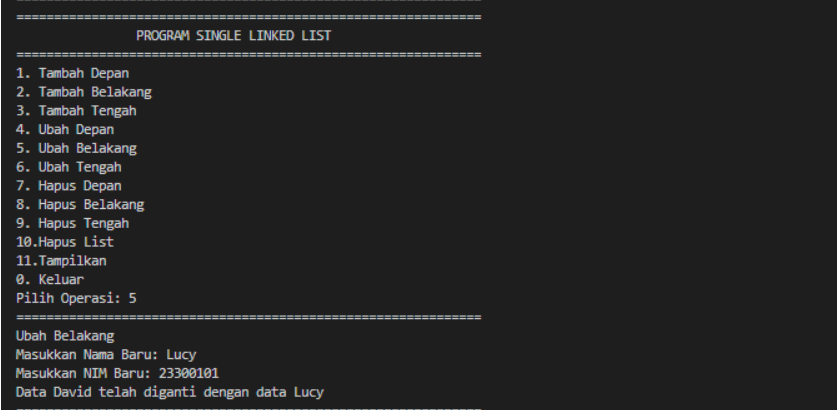 ==============================================================
PROGRAM SINGLE LINKED LIST
==============================================================
1. Tambah Depan
2. Tambah Belakang
3. Tambah Tengah
4. Ubah Depan
5. Ubah Belakang
6. Ubah Tengah
7. Hapus Depan
8. Hapus Belakang
9. Hapus Tengah
10.Hapus List
11.Tampilkan
0. Keluar
Pilih Operasi: 5
==============================================================
Ubah Belakang
Masukkan Nama Baru: Lucy
Masukkan NIM Baru: 23300101
Data David telah diganti dengan data Lucy